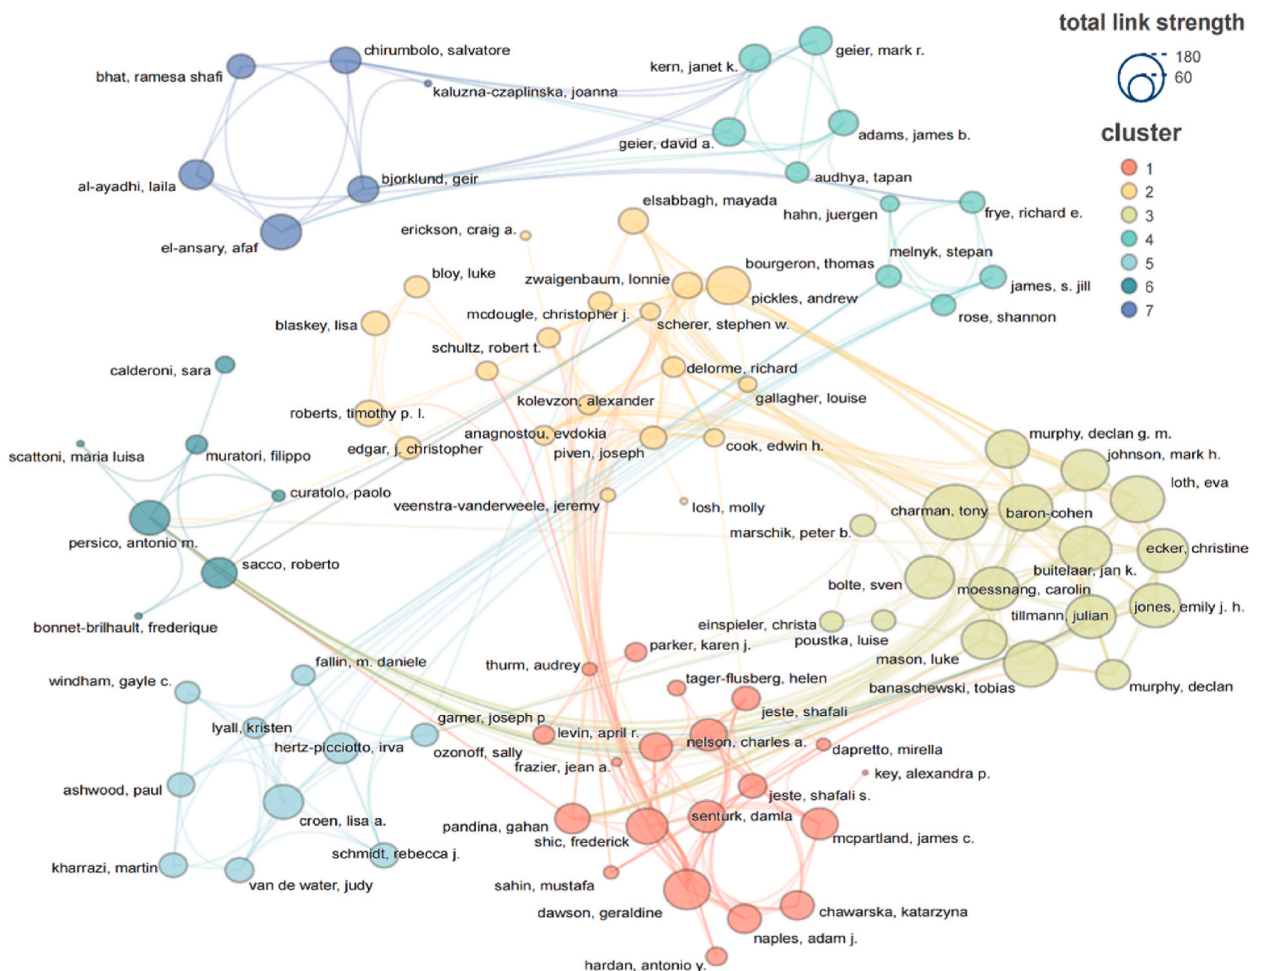 total link strength
180
60
cluster
1
2
3
4
5
6
7
chirumbolo, salvatore
bhat, ramesa shafi
kaluzna-czaplinska, joanna
al-ayadhi, laila
bjorklund, geir
el-ansary, afaf
geier, mark r.
kern, janet k.
geier, david a.
adams, james b.
audhya, tapan
hahn, juergen
frye, richard e.
melnyk, stepan
james, s. jill
rose, shannon
elsabbagh, mayada
erickson, craig a.
bloy, luke
zwaigenbaum, lonnie
bourgeron, thomas
pickles, andrew
mcdougle, christopher j.
scherer, stephen w.
blaskey, lisa
schultz, robert t.
delorme, richard
gallagher, louise
kolevzon, alexander
roberts, timothy p. l.
anagnostou, evdokia
edgar, j. christopher
piven, joseph
cook, edwin h.
veenstra-vanderweele, jeremy
losh, molly
calderoni, sara
scattoni, maria luisa
muratori, filippo
curatolo, paolo
persico, antonio m.
sacco, roberto
bonnet-brilhault, frederique
murphy, declan g. m.
johnson, mark h.
loth, eva
charman, tony
baron-cohen
marschik, peter b.
ecker, christine
buitelaar, jan k.
bolte, sven
moessnang, carolin
tillmann, julian
jones, emily j. h.
einspieler, christa
poustka, luise
mason, luke
banaschewski, tobias
murphy, declan
fallin, m. daniele
windham, gayle c.
lyall, kristen
hertz-picciotto, irva
garner, joseph p
ozonoff, sally
ashwood, paul
croen, lisa a.
schmidt, rebecca j.
kharrazi, martin
van de water, judy
parker, karen j.
thurm, audrey
tager-flusberg, helen
jeste, shafali
levin, april r.
nelson, charles a.
dapretto, mirella
frazier, jean a.
key, alexandra p.
jeste, shafali s.
senturk, damla
pandina, gahan
shic, frederick
mcpartland, james c.
sahin, mustafa
dawson, geraldine
chawarska, katarzyna
naples, adam j.
hardan, antonio y.